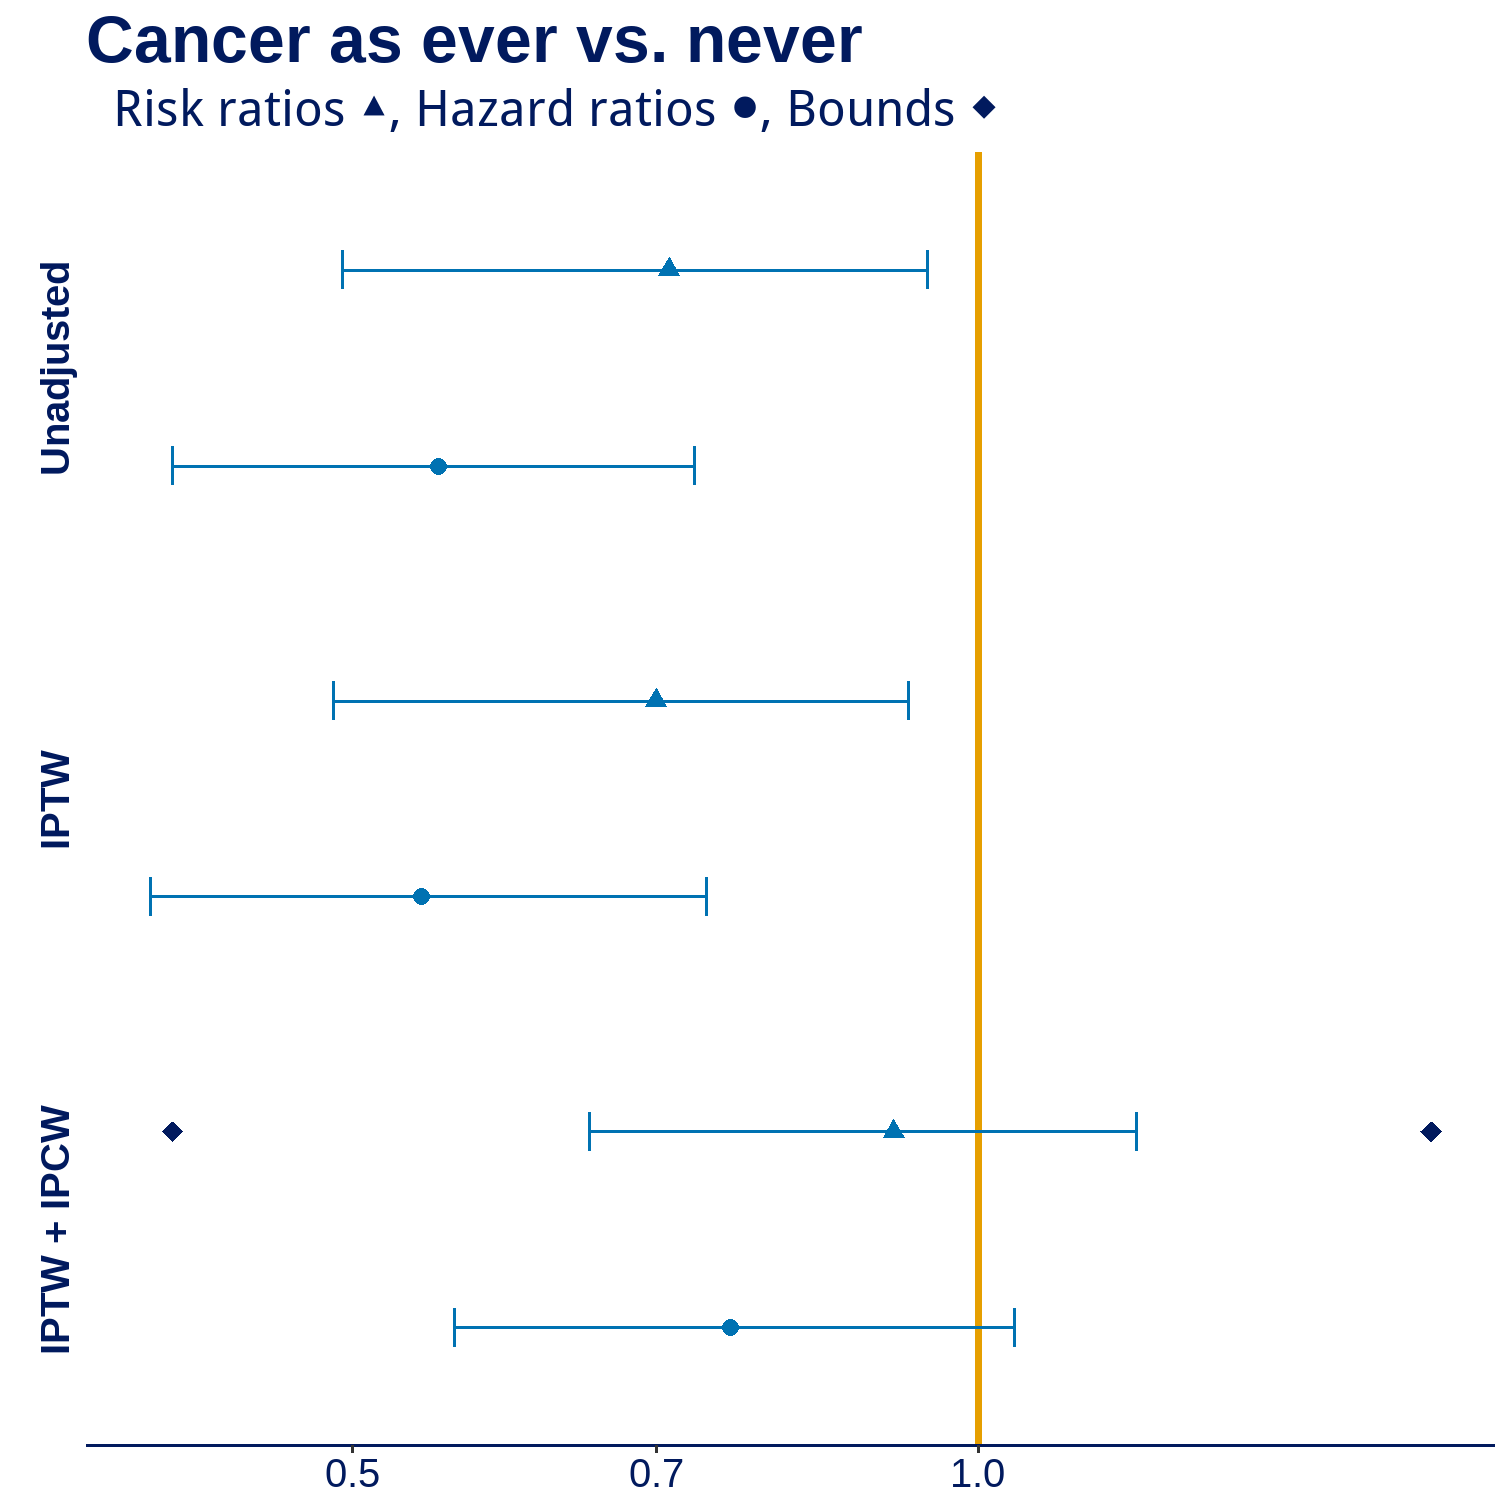 Cancer as ever vs. never
Risk ratios ▲, Hazard ratios ●, Bounds ◆
Unadjusted
IPTW
IPTW + IPCW
0.5 0.7 1.0